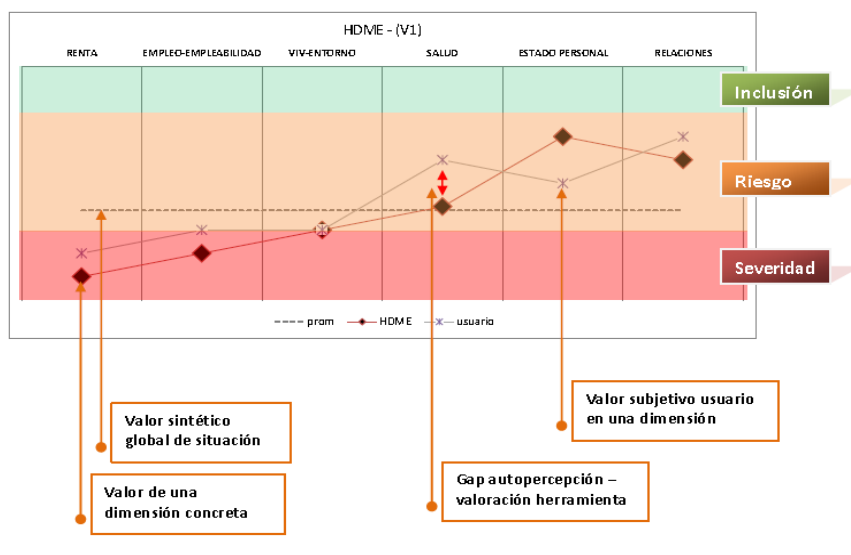 HDME - (V1)
RENTA EMPLEO-EMPLEABILIDAD VIV-ENTORNO SALUD ESTADO PERSONAL RELACIONES
Inclusión
Riesgo
Severidad
prom HDME usuario
Valor sintético
global de situación
Valor subjetivo usuario
en una dimensión
Valor de una
dimensión concreta
Gap autopercepción –
valoración herramienta